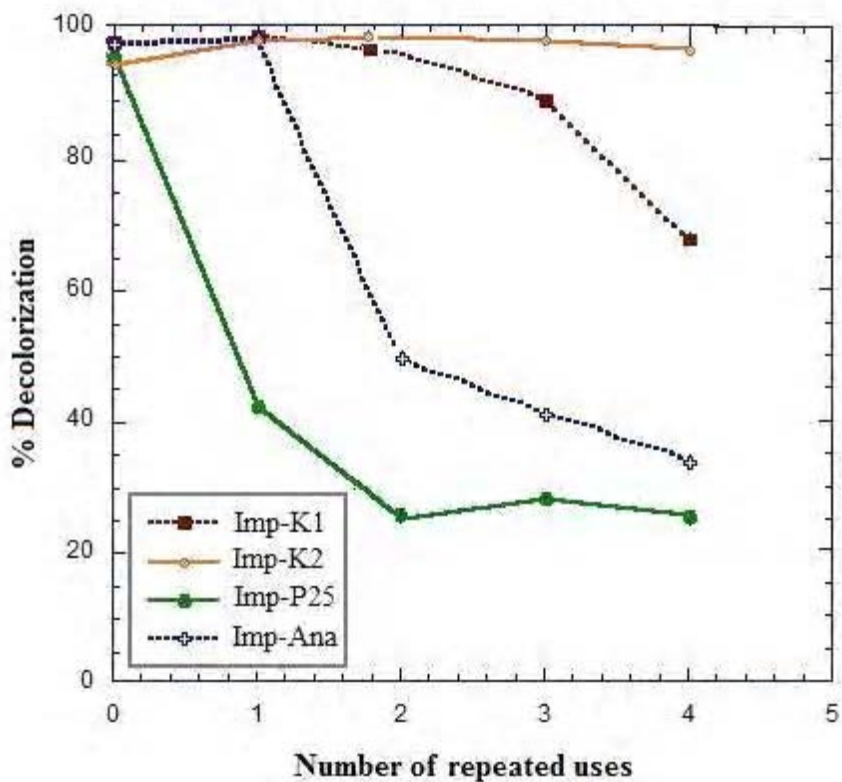 100
80
60
40
20
0
% Decolorization
Imp-K1
Imp-K2
Imp-P25
Imp-Ana
0 1 2 3 4 5
Number of repeated uses